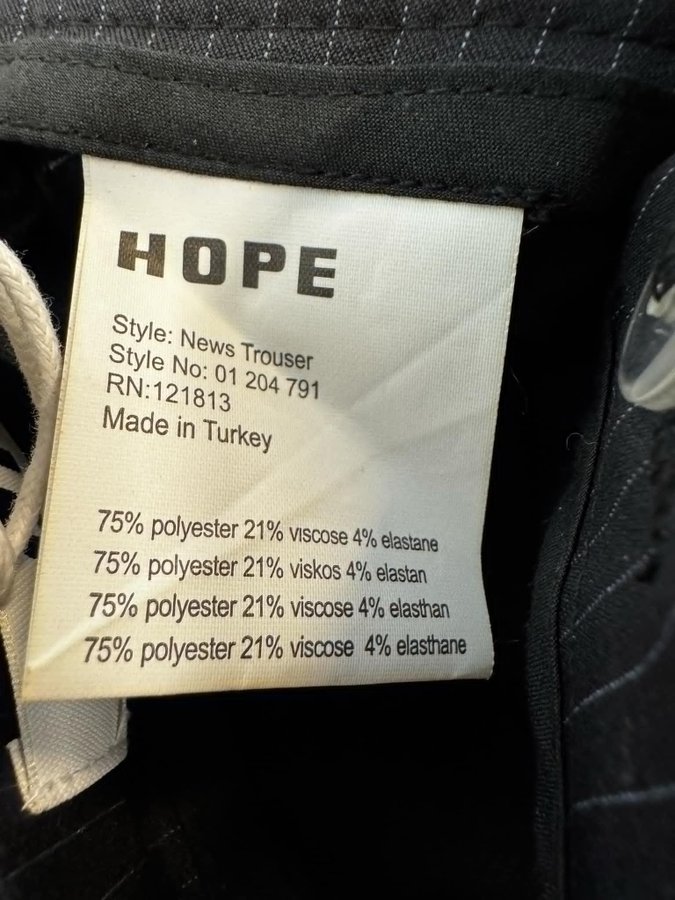 HOPE
Style: News Trouser
Style No: 01 204 791
RN:121813
Made in Turkey
75% polyester 21% viscose 4% elastane
75% polyester 21% viskos 4% elastan
75% polyester 21% viscose 4% elasthan
75% polyester 21% viscose 4% elasthane